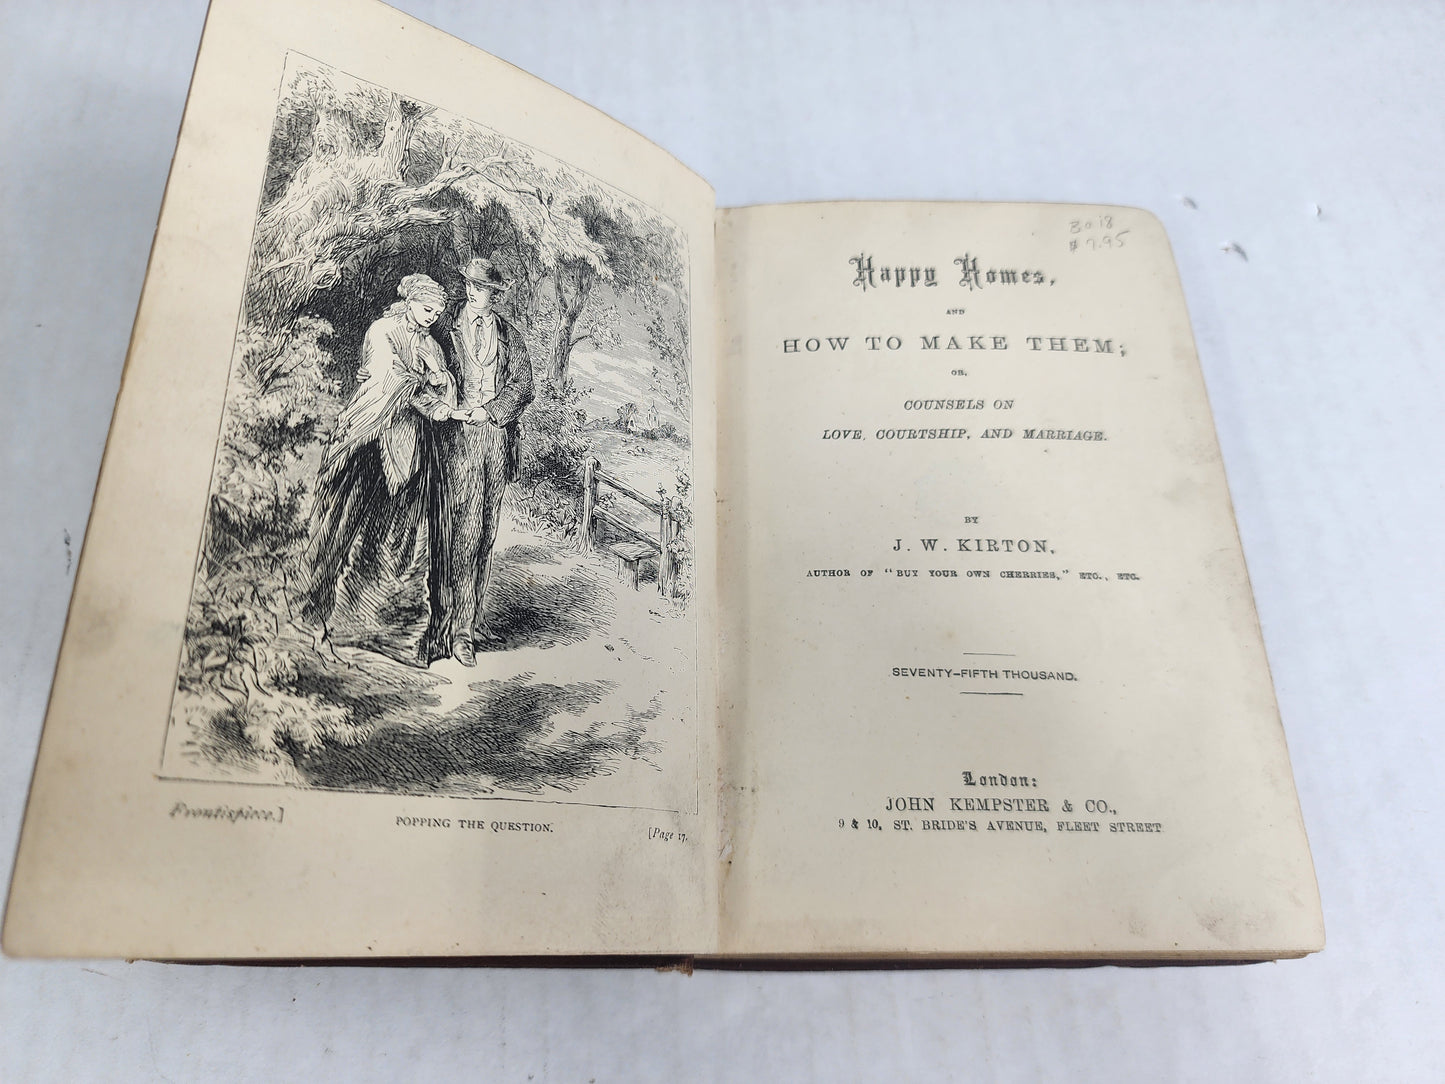 Frontispiece.]
POPPING THE QUESTION.
[Page 17.
$7.95
Happy Homes,
AND
HOW TO MAKE THEM;
OR,
COUNSELS ON
LOVE, COURTSHIP, AND MARRIAGE.
BY
J. W. KIRTON,
AUTHOR OF "BUY YOUR OWN CHERRIES," ETC., ETC.
SEVENTY-FIFTH THOUSAND.
London:
JOHN KEMPSTER & CO.,
9 & 10, ST. BRIDE'S AVENUE, FLEET STREET